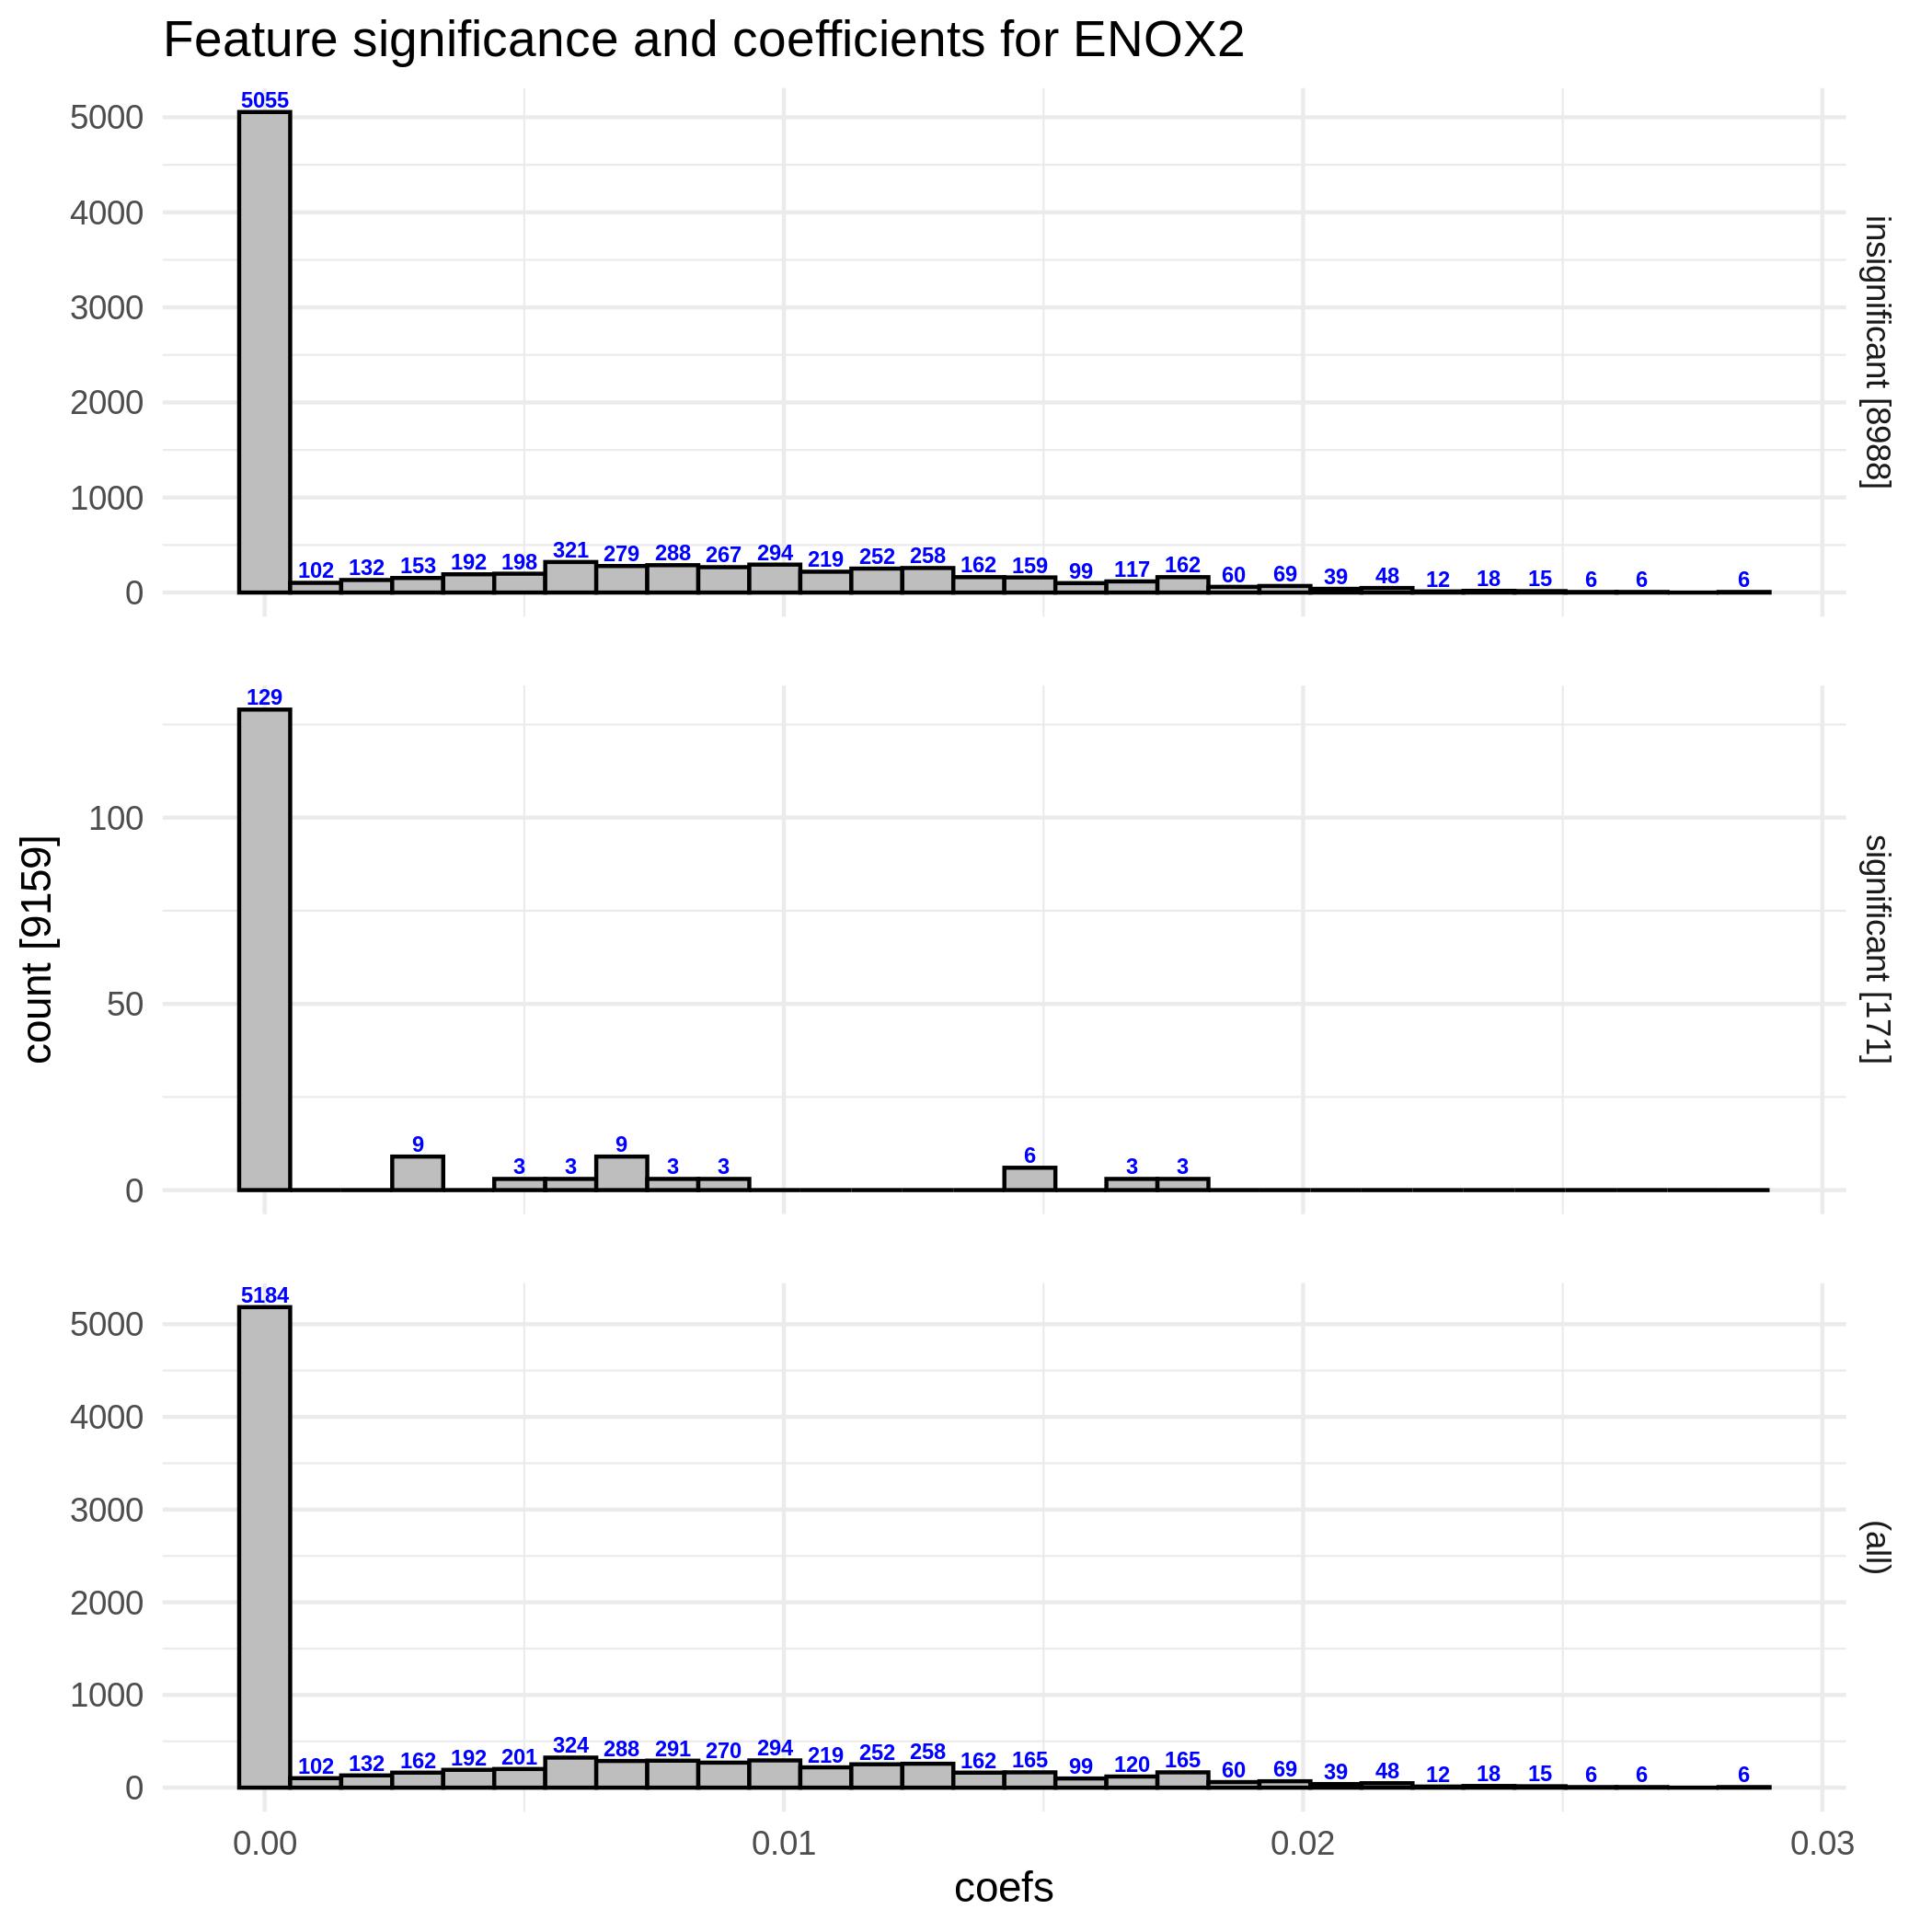 Feature significance and coefficients for ENOX2
5055
5000
4000
3000
2000
1000
0
102 132 153 192 198 321 279 288 267 294 219 252 258 162 159 99 117 162 60 69 39 48 12 18 15 6 6 6
insignificant [8988]
129
100
50
0
9 3 3 9 3 3 6 3 3
significant [171]
count [9159]
5184
5000
4000
3000
2000
1000
0
102 132 162 192 201 324 288 291 270 294 219 252 258 162 165 99 120 165 60 69 39 48 12 18 15 6 6 6
(all)
0.00 0.01 0.02 0.03
coefs